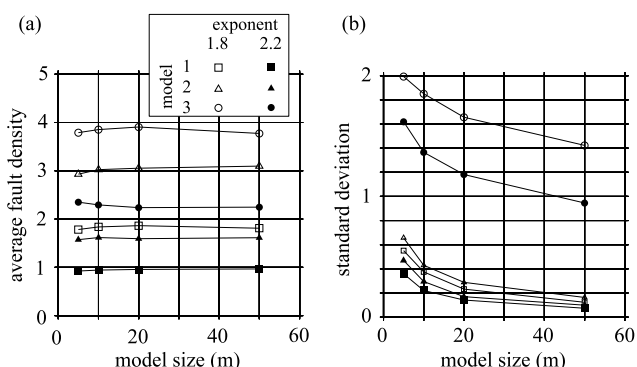 (a)
exponent
1.8 2.2
model
1
2
3
average fault density
5
4
3
2
1
0
0 20 40 60
model size (m)
(b)
standard deviation
2
1
0
0 20 40 60
model size (m)